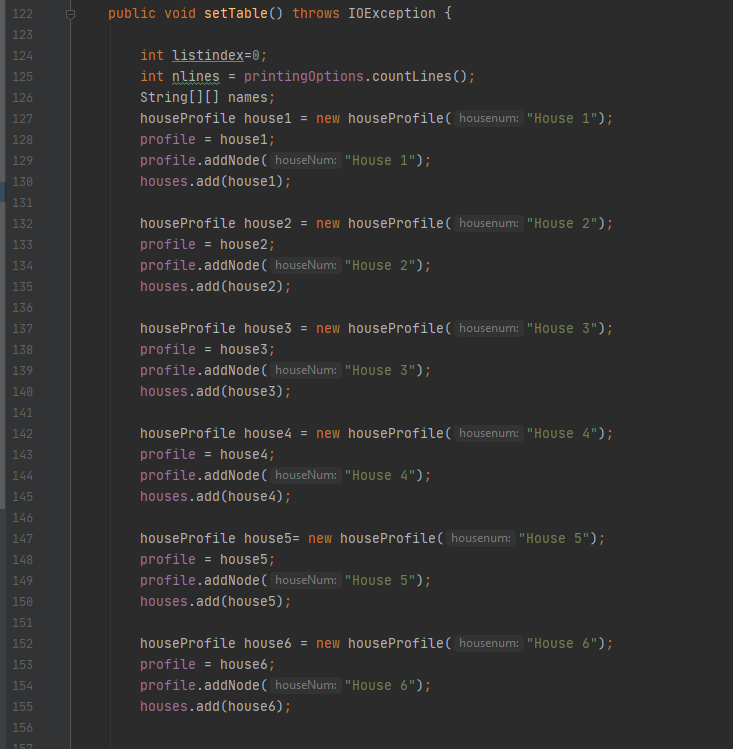 122 public void setTable() throws IOException {
123
124 int listindex=0;
125 int nlines = printingOptions.countLines();
126 String[][] names;
127 houseProfile house1 = new houseProfile( housenum: "House 1");
128 profile = house1;
129 profile.addNode( houseNum: "House 1");
130 houses.add(house1);
131
132 houseProfile house2 = new houseProfile( housenum: "House 2");
133 profile = house2;
134 profile.addNode( houseNum: "House 2");
135 houses.add(house2);
136
137 houseProfile house3 = new houseProfile( housenum: "House 3");
138 profile = house3;
139 profile.addNode( houseNum: "House 3");
140 houses.add(house3);
141
142 houseProfile house4 = new houseProfile( housenum: "House 4");
143 profile = house4;
144 profile.addNode( houseNum: "House 4");
145 houses.add(house4);
146
147 houseProfile house5= new houseProfile( housenum: "House 5");
148 profile = house5;
149 profile.addNode( houseNum: "House 5");
150 houses.add(house5);
151
152 houseProfile house6 = new houseProfile( housenum: "House 6");
153 profile = house6;
154 profile.addNode( houseNum: "House 6");
155 houses.add(house6);
156
157